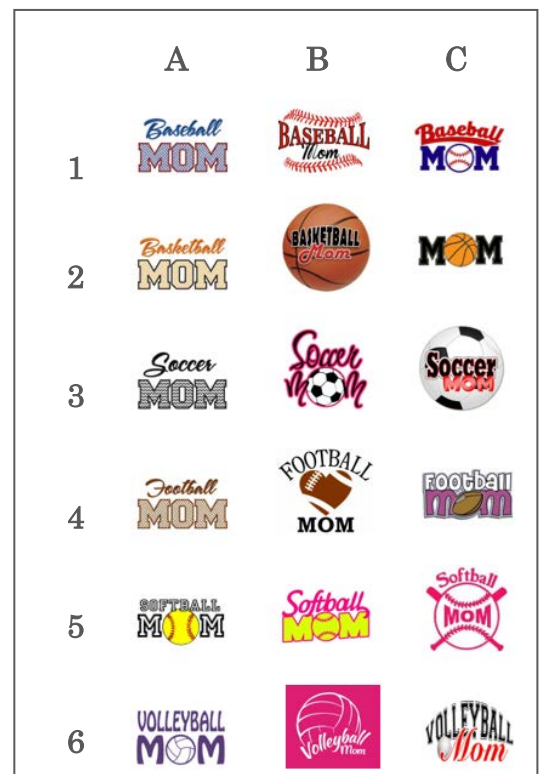 A B C
1
Baseball
MOM
BASEBALL
Mom
Baseball
MOM
2
Basketball
MOM
BASKETBALL
Mom
MOM
3
Soccer
MOM
Soccer
MOM
Soccer
MOM
4
Football
MOM
FOOTBALL
MOM
FOOTBALL
mom
5
SOFTBALL
MOM
Softball
MOM
Softball
MOM
6
VOLLEYBALL
MOM
Volleyball
Mom
VOLLEYBALL
Mom